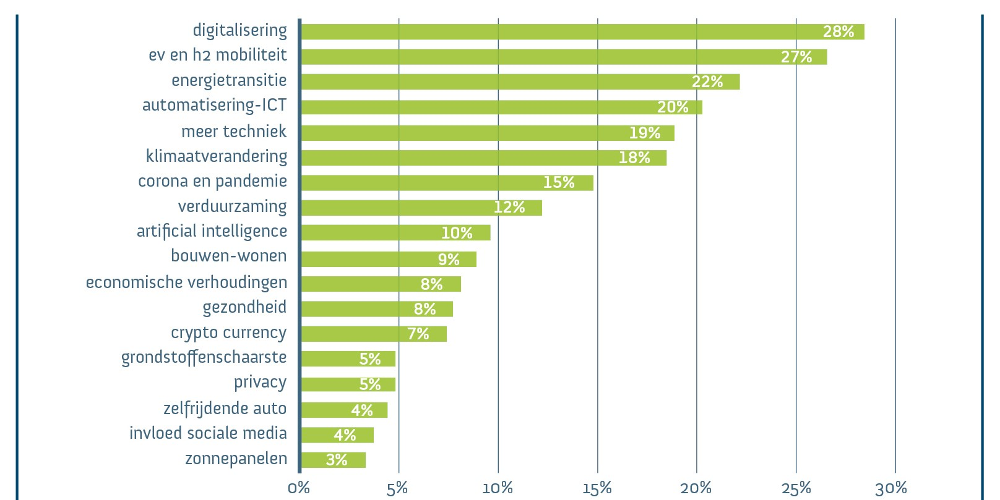 digitalisering 28%
ev en h2 mobiliteit 27%
energietransitie 22%
automatisering-ICT 20%
meer techniek 19%
klimaatverandering 18%
corona en pandemie 15%
verduurzaming 12%
artificial intelligence 10%
bouwen-wonen 9%
economische verhoudingen 8%
gezondheid 8%
crypto currency 7%
grondstoffenschaarste 5%
privacy 5%
zelfrijdende auto 4%
invloed sociale media 4%
zonnepanelen 3%
0% 5% 10% 15% 20% 25% 30%